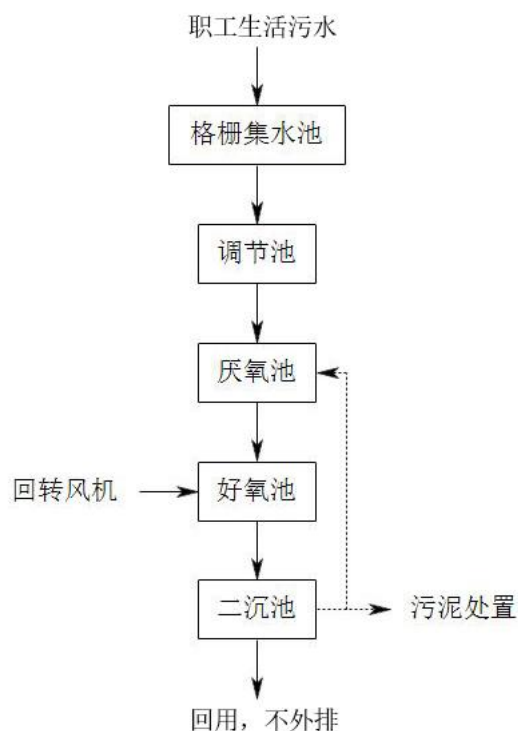 职工生活污水
格栅集水池
调节池
厌氧池
回转风机
好氧池
二沉池
污泥处置
回用，不外排